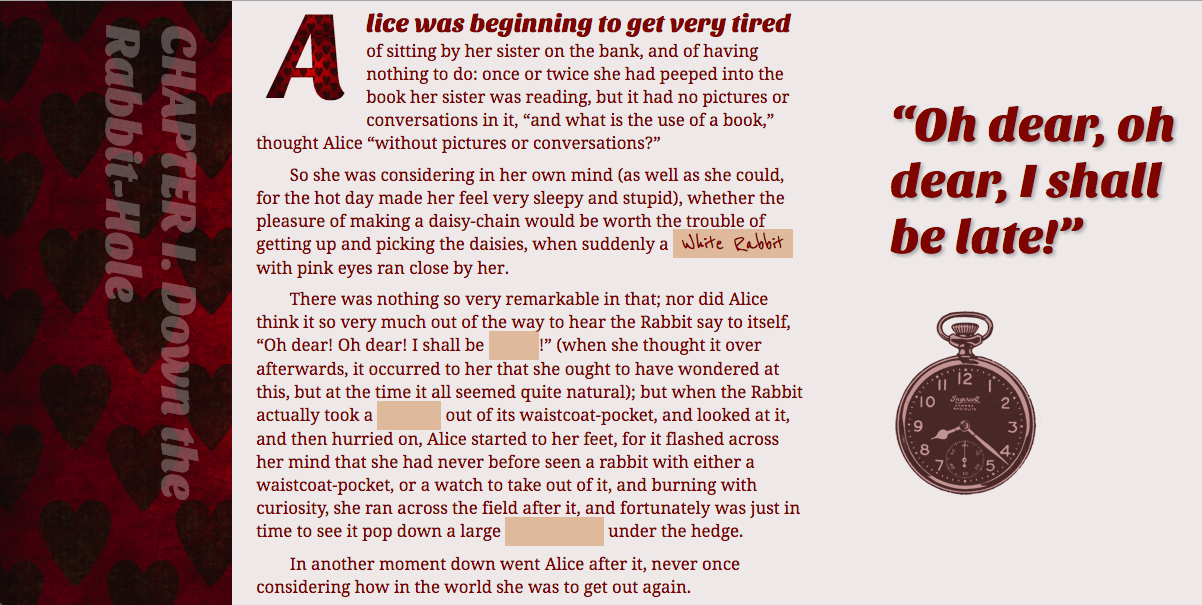 CHAPTER I. Down the
Rabbit-Hole
Alice was beginning to get very tired
of sitting by her sister on the bank, and of having
nothing to do: once or twice she had peeped into the
book her sister was reading, but it had no pictures or
conversations in it, “and what is the use of a book,”
thought Alice “without pictures or conversations?”
So she was considering in her own mind (as well as she could,
for the hot day made her feel very sleepy and stupid), whether the
pleasure of making a daisy-chain would be worth the trouble of
getting up and picking the daisies, when suddenly a White Rabbit
with pink eyes ran close by her.
There was nothing so very remarkable in that; nor did Alice
think it so very much out of the way to hear the Rabbit say to itself,
“Oh dear! Oh dear! I shall be !” (when she thought it over
afterwards, it occurred to her that she ought to have wondered at
this, but at the time it all seemed quite natural); but when the Rabbit
actually took a out of its waistcoat-pocket, and looked at it,
and then hurried on, Alice started to her feet, for it flashed across
her mind that she had never before seen a rabbit with either a
waistcoat-pocket, or a watch to take out of it, and burning with
curiosity, she ran across the field after it, and fortunately was just in
time to see it pop down a large under the hedge.
In another moment down went Alice after it, never once
considering how in the world she was to get out again.
“Oh dear, oh
dear, I shall
be late!”
11 12 1
10 2
Ingersoll
9 3
8 4
7 5